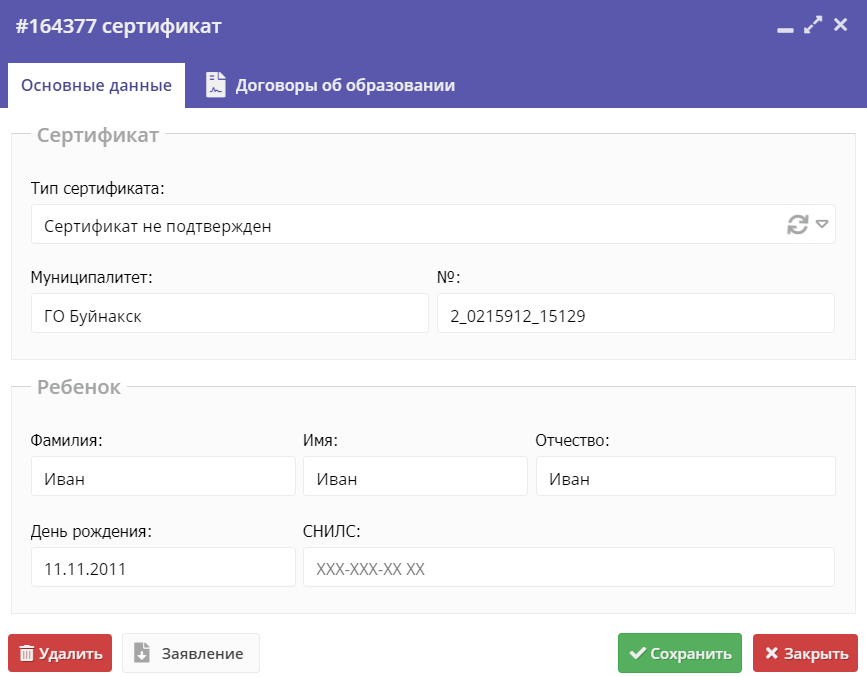 #164377 сертификат
Основные данные Договоры об образовании
Сертификат
Тип сертификата:
Сертификат не подтвержден
Муниципалитет: №:
ГО Буйнакск 2_0215912_15129
Ребенок
Фамилия: Имя: Отчество:
Иван Иван Иван
День рождения: СНИЛС:
11.11.2011 XXX-XXX-XX XX
Удалить Заявление Сохранить Закрыть